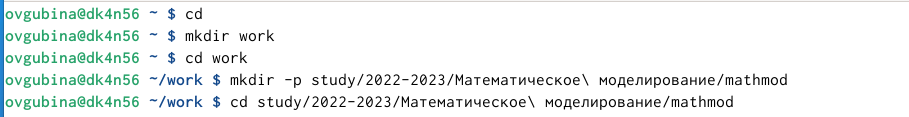 ovgubina@dk4n56 ~ $ cd
ovgubina@dk4n56 ~ $ mkdir work
ovgubina@dk4n56 ~ $ cd work
ovgubina@dk4n56 ~/work $ mkdir -p study/2022-2023/Математическое\ моделирование/mathmod
ovgubina@dk4n56 ~/work $ cd study/2022-2023/Математическое\ моделирование/mathmod